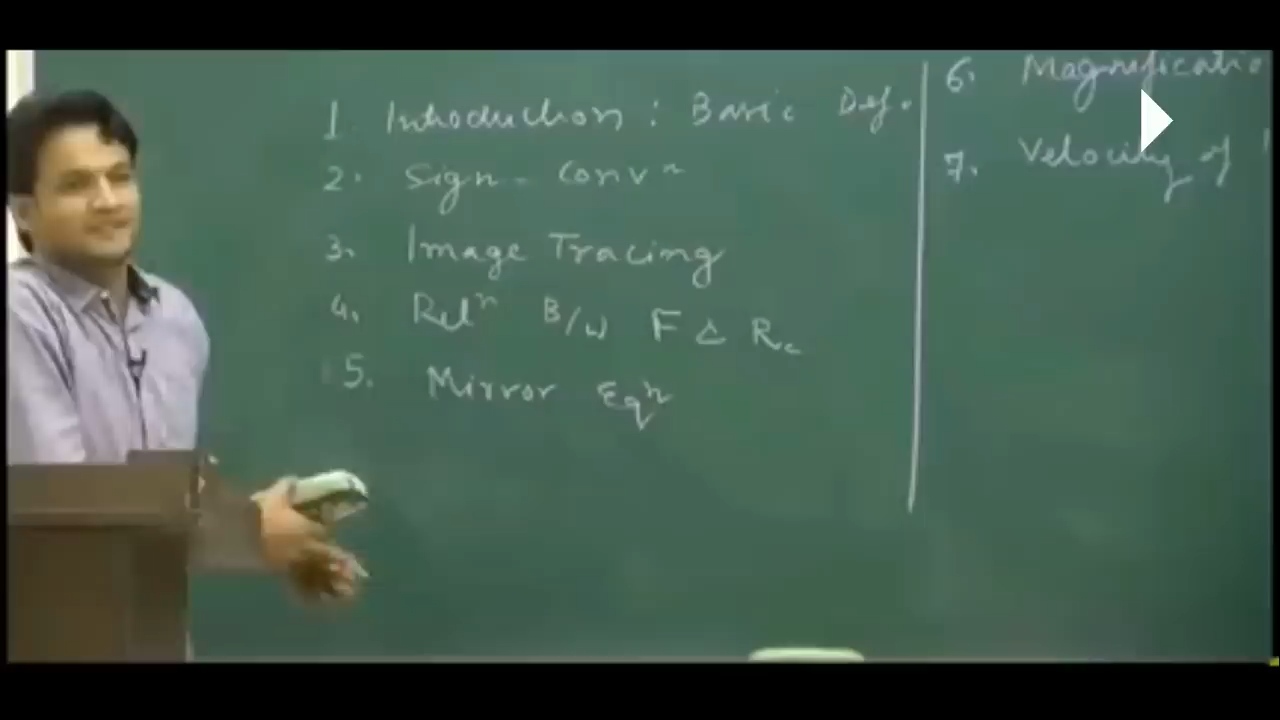 1. Introduction : Basic Def.
2. Sign - Convⁿ
3. Image Tracing
4. Relⁿ B/w F & Rc
5. Mirror Eqⁿ
6. Magnificatio
7. Velocity of